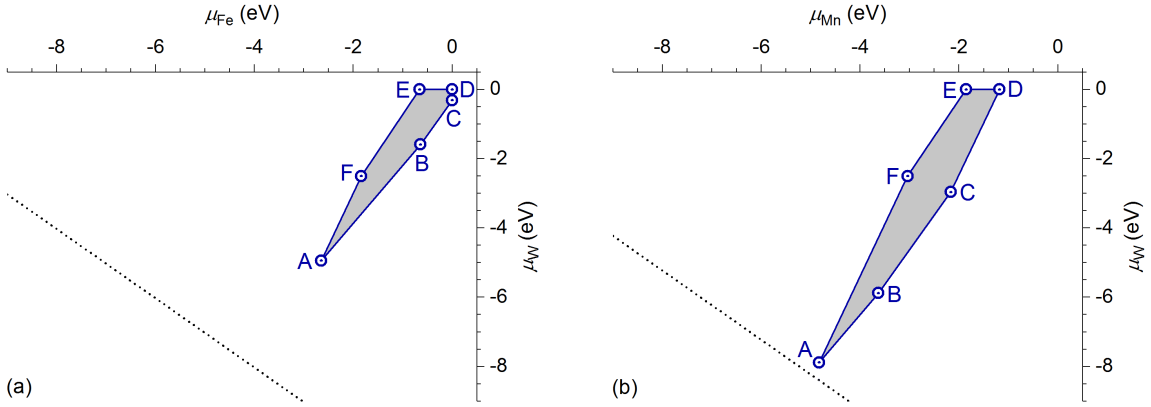 μFe (eV)
-8 -6 -4 -2 0
0
-2
-4
-6
-8
μW (eV)
E D
C
B
F
A
(a)
μMn (eV)
-8 -6 -4 -2 0
0
-2
-4
-6
-8
μW (eV)
E D
F
C
B
A
(b)